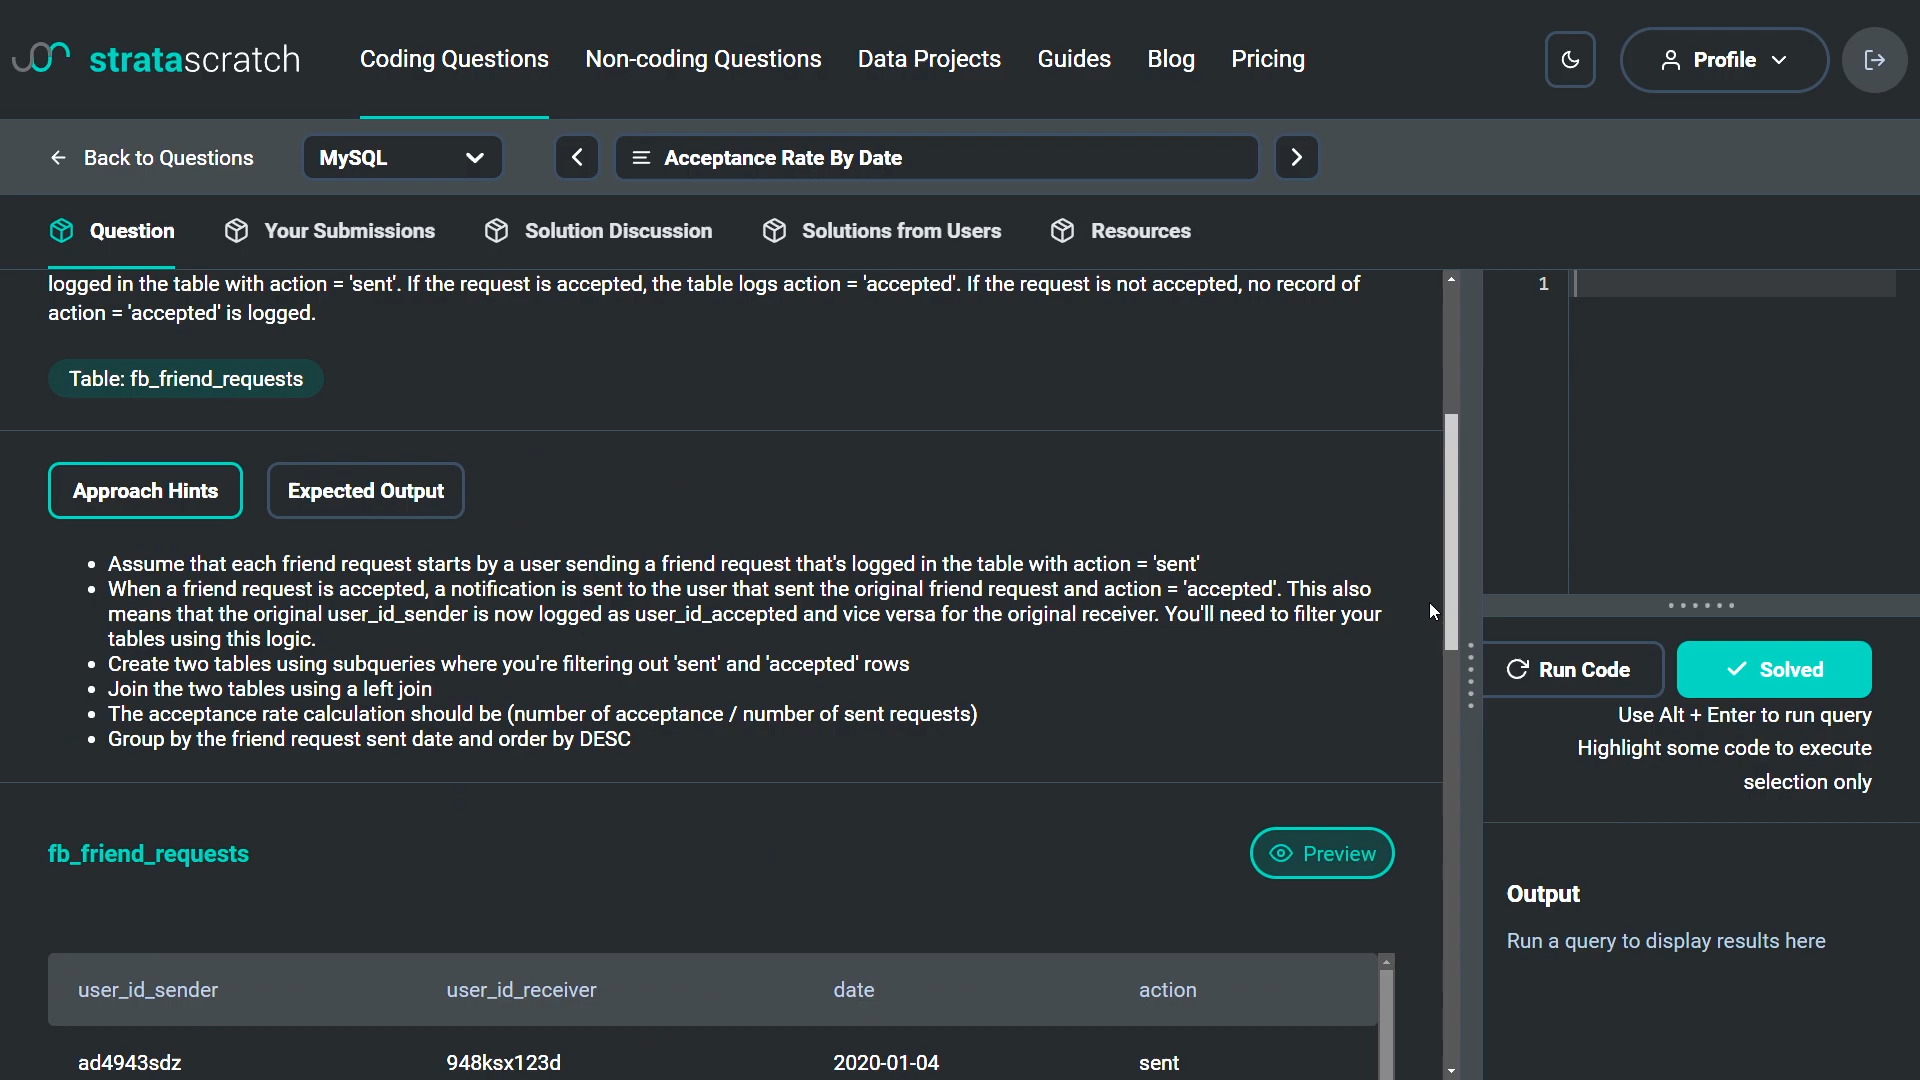 stratascratch
Coding Questions
Non-coding Questions
Data Projects
Guides
Blog
Pricing
Profile
Back to Questions
MySQL
Acceptance Rate By Date
Question
Your Submissions
Solution Discussion
Solutions from Users
Resources
logged in the table with action = 'sent'. If the request is accepted, the table logs action = 'accepted'. If the request is not accepted, no record of
action = 'accepted' is logged.
Table: fb_friend_requests
Approach Hints
Expected Output
• Assume that each friend request starts by a user sending a friend request that's logged in the table with action = 'sent'
• When a friend request is accepted, a notification is sent to the user that sent the original friend request and action = 'accepted'. This also
means that the original user_id_sender is now logged as user_id_accepted and vice versa for the original receiver. You'll need to filter your
tables using this logic.
• Create two tables using subqueries where you're filtering out 'sent' and 'accepted' rows
• Join the two tables using a left join
• The acceptance rate calculation should be (number of acceptance / number of sent requests)
• Group by the friend request sent date and order by DESC
fb_friend_requests
Preview
user_id_sender user_id_receiver date action
ad4943sdz 948ksx123d 2020-01-04 sent
1
Run Code
Solved
Use Alt + Enter to run query
Highlight some code to execute
selection only
Output
Run a query to display results here